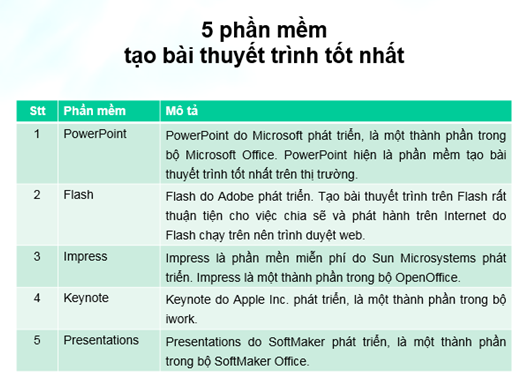 5 phần mềm
tạo bài thuyết trình tốt nhất
Stt Phần mềm Mô tả
1 PowerPoint PowerPoint do Microsoft phát triển, là một thành phần trong
bộ Microsoft Office. PowerPoint hiện là phần mềm tạo bài
thuyết trình tốt nhất trên thị trường.
2 Flash Flash do Adobe phát triển. Tạo bài thuyết trình trên Flash rất
thuận tiện cho việc chia sẽ và phát hành trên Internet do
Flash chạy trên nên trình duyệt web.
3 Impress Impress là phần mền miễn phí do Sun Microsystems phát
triển. Impress là một thành phần trong bộ OpenOffice.
4 Keynote Keynote do Apple Inc. phát triển, là một thành phần trong bộ
iwork.
5 Presentations Presentations do SoftMaker phát triển, là một thành phần
trong bộ SoftMaker Office.